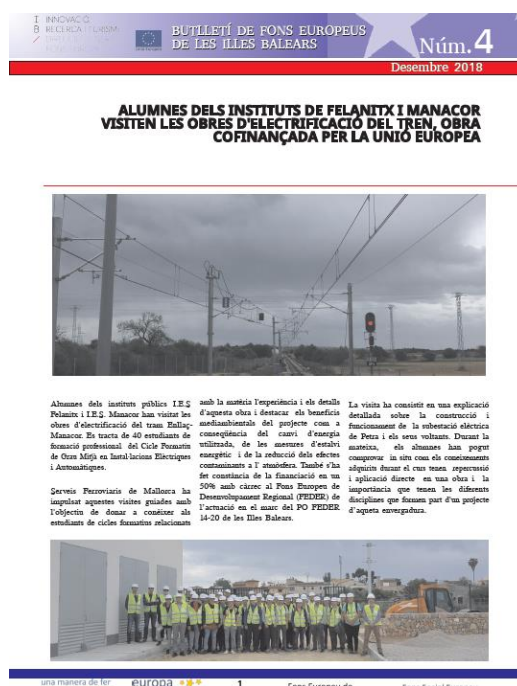 I INNOVACIÓ
B RECERCA I TURISME
/
BUTLLETÍ DE FONS EUROPEUS
DE LES ILLES BALEARS
Núm.4
Desembre 2018
ALUMNES DELS INSTITUTS DE FELANITX I MANACOR
VISITEN LES OBRES D'ELECTRIFICACIÓ DEL TREN, OBRA
COFINANÇADA PER LA UNIÓ EUROPEA
Alumnes dels instituts públics I.E.S
Felanitx i I.E.S. Manacor han visitat les
obres d'electrificació del tram Enllaç-
Manacor. Es tracta de 40 estudiants de
formació professional del Cicle Formatiu
de Grau Mitjà en Instal·lacions Elèctriques
i Automàtiques.
Serveis Ferroviaris de Mallorca ha
impulsat aquestes visites guiades amb
l'objectiu de donar a conèixer als
estudiants de cicles formatius relacionats
amb la matèria l'experiència i els detalls
d'aquesta obra i destacar els beneficis
mediambientals del projecte com a
conseqüència del canvi d'energia
utilitzada, de les mesures d'estalvi
energètic i de la reducció dels efectes
contaminants a l' atmòsfera. També s'ha
fet constància de la financiació en un
50% amb càrrec al Fons Europeu de
Desenvolupament Regional (FEDER) de
l'actuació en el marc del PO FEDER
14-20 de les Illes Balears.
La visita ha consistit en una explicació
detallada sobre la construcció i
funcionament de la subestació elèctrica
de Petra i els seus voltants. Durant la
mateixa, els alumnes han pogut
comprovar in situ com els coneixements
adquirits durant el curs tenen repercussió
i aplicació directe en una obra i la
importància que tenen les diferents
disciplines que formen part d'un projecte
d'aqueta envergadura.
una manera de fer
europa
1
Fons Europeu de